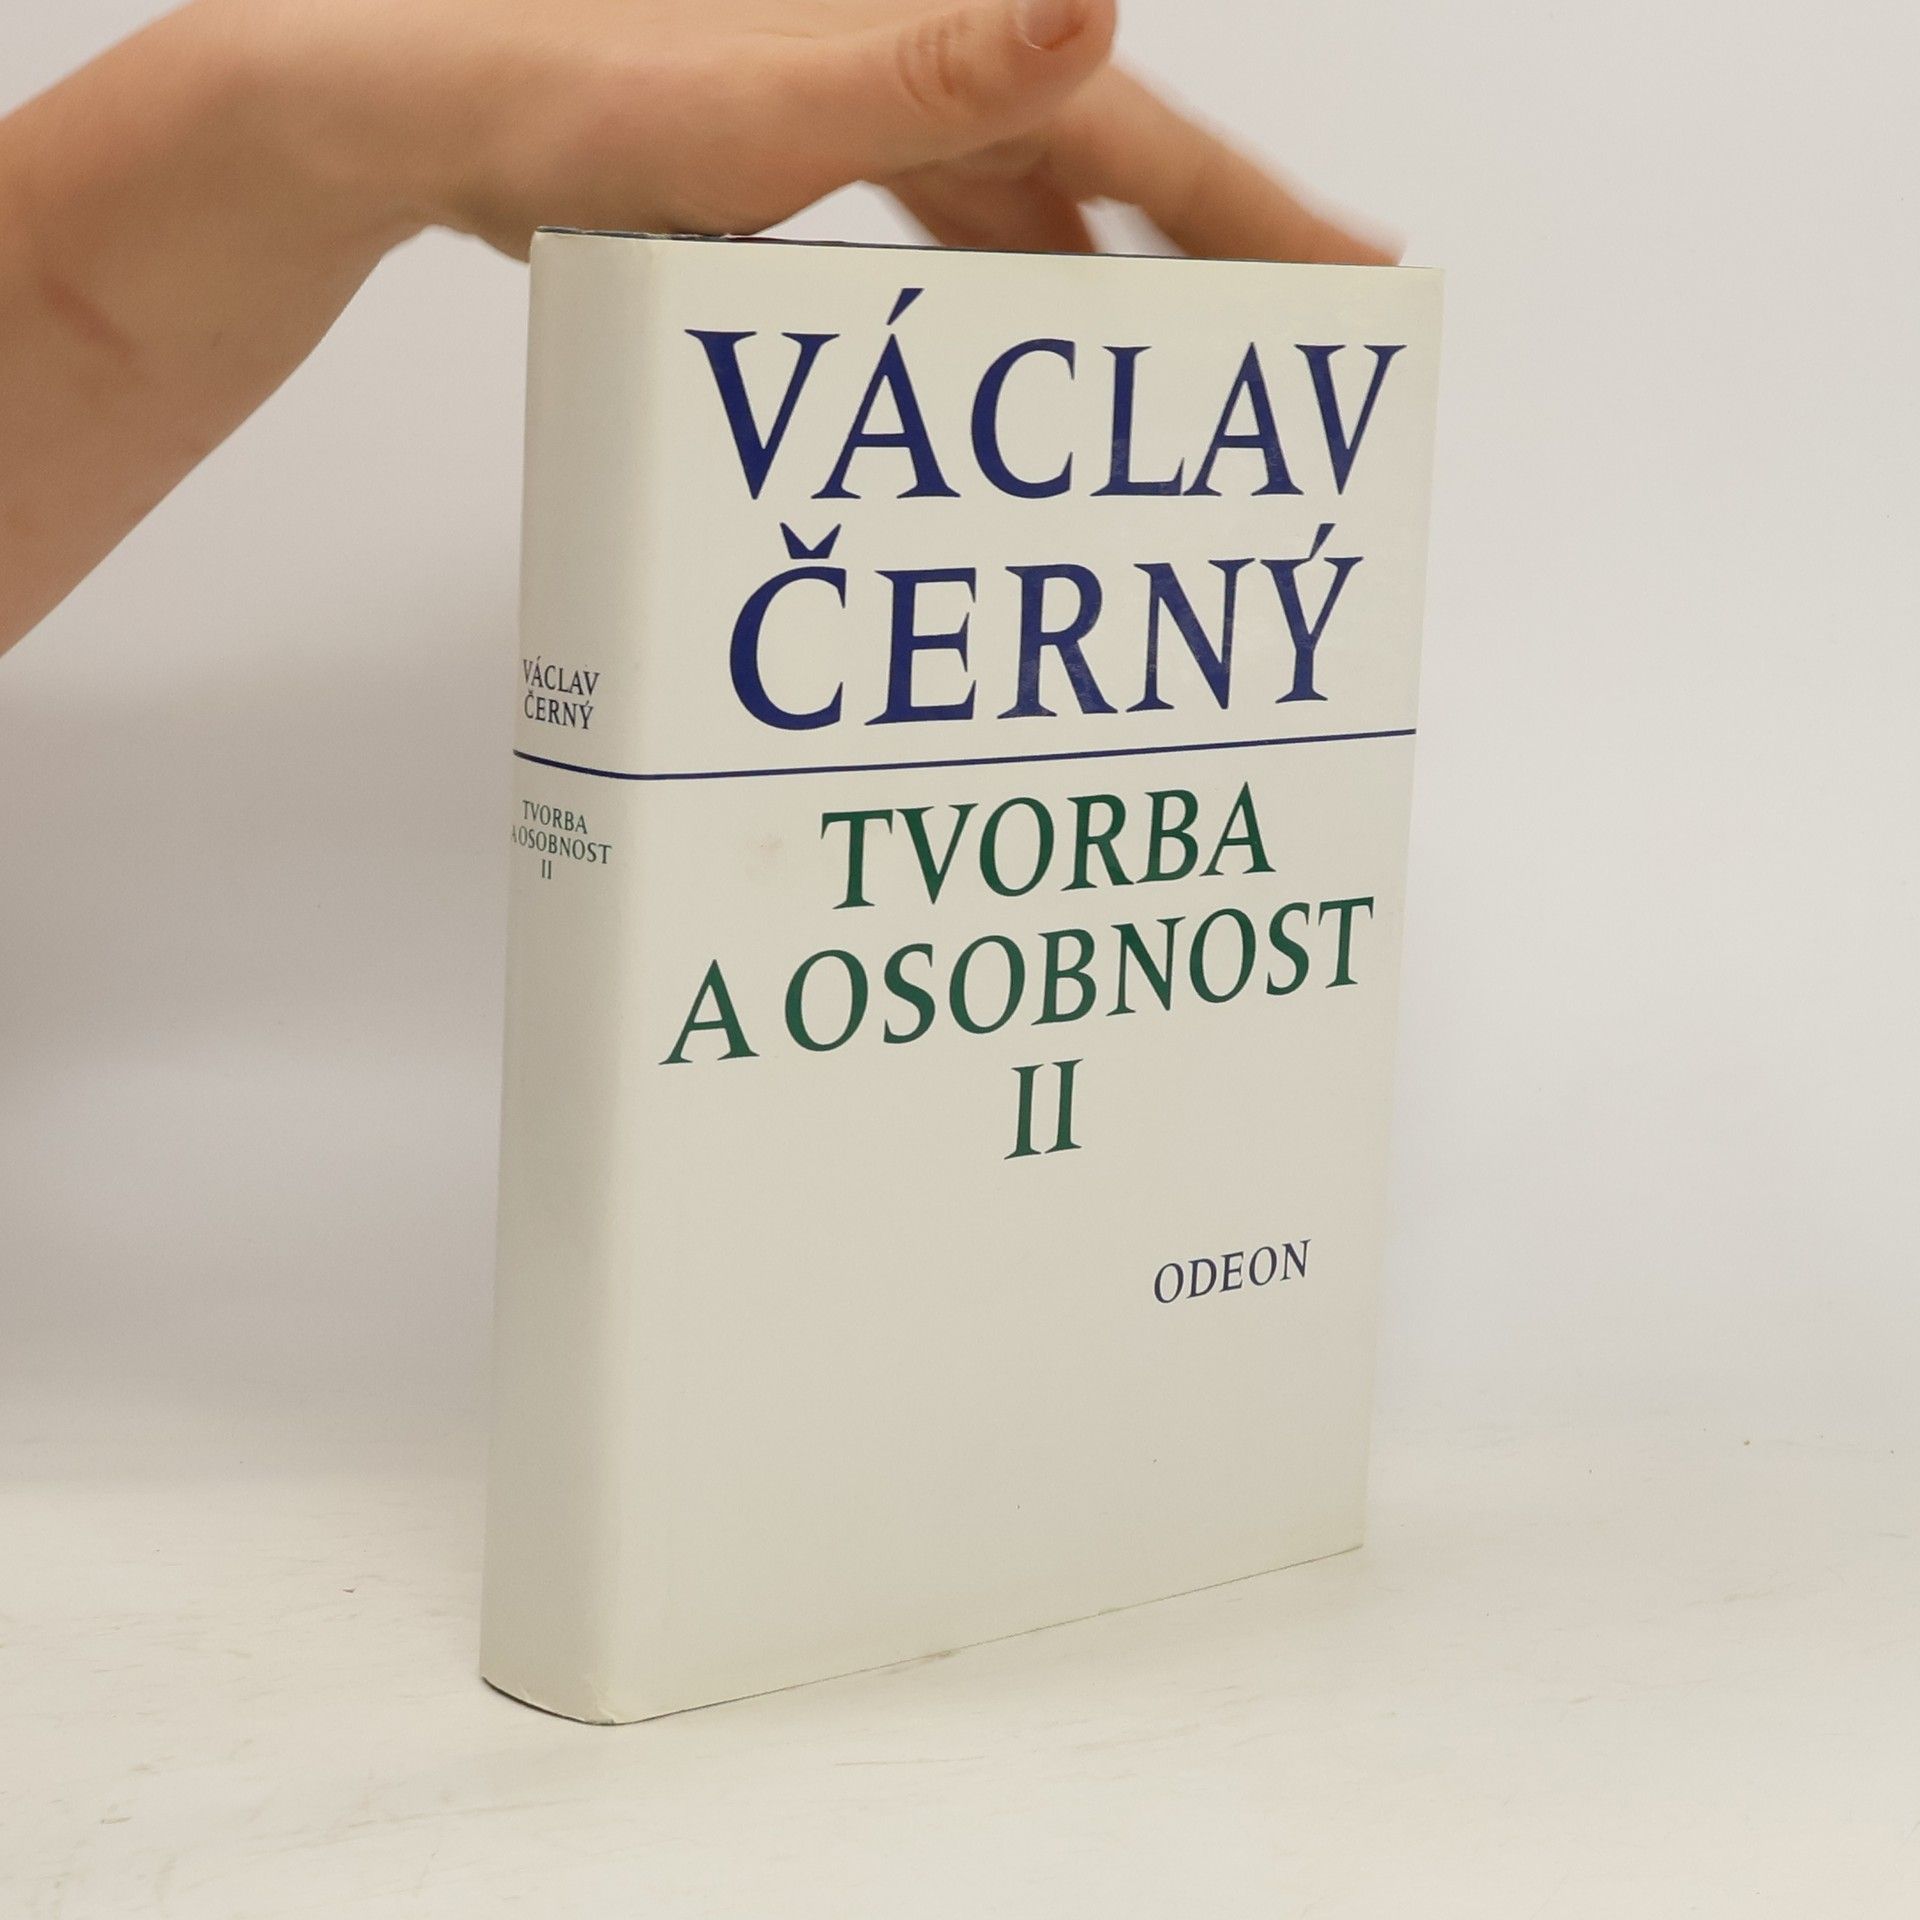 VÁCLAV
ČERNÝ
TVORBA
A OSOBNOST
II
VÁCLAV
ČERNÝ
TVORBA
A OSOBNOST
II
ODEON